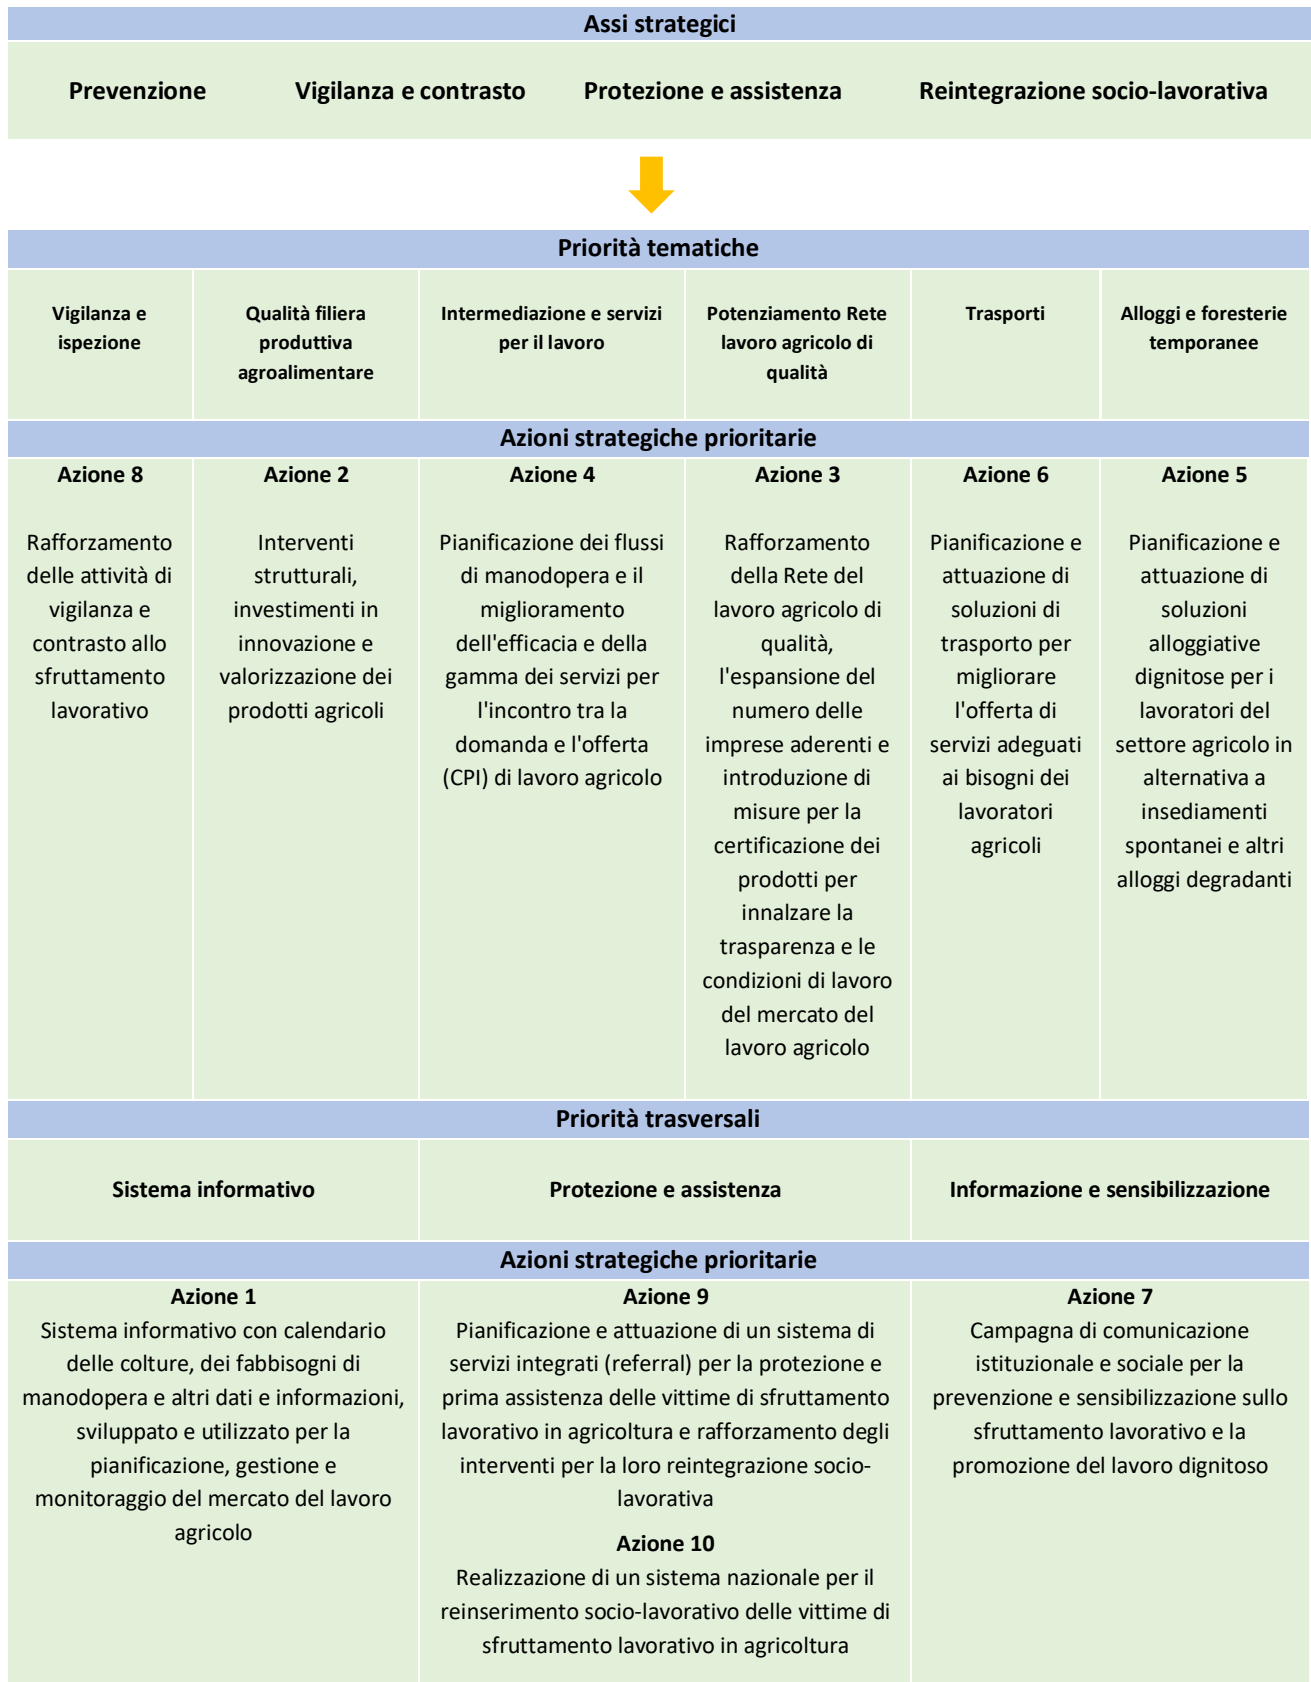 Assi strategici
Prevenzione
Vigilanza e contrasto
Protezione e assistenza
Reintegrazione socio-lavorativa
Priorità tematiche
Vigilanza e
ispezione
Qualità filiera
produttiva
agroalimentare
Intermediazione e servizi
per il lavoro
Potenziamento Rete
lavoro agricolo di
qualità
Trasporti
Alloggi e foresterie
temporanee
Azioni strategiche prioritarie
Azione 8
Rafforzamento
delle attività di
vigilanza e
contrasto allo
sfruttamento
lavorativo
Azione 2
Interventi
strutturali,
investimenti in
innovazione e
valorizzazione dei
prodotti agricoli
Azione 4
Pianificazione dei flussi
di manodopera e il
miglioramento
dell'efficacia e della
gamma dei servizi per
l'incontro tra la
domanda e l'offerta
(CPI) di lavoro agricolo
Azione 3
Rafforzamento
della Rete del
lavoro agricolo di
qualità,
l'espansione del
numero delle
imprese aderenti e
introduzione di
misure per la
certificazione dei
prodotti per
innalzare la
trasparenza e le
condizioni di lavoro
del mercato del
lavoro agricolo
Azione 6
Pianificazione e
attuazione di
soluzioni di
trasporto per
migliorare
l'offerta di
servizi adeguati
ai bisogni dei
lavoratori
agricoli
Azione 5
Pianificazione e
attuazione di
soluzioni
alloggiative
dignitose per i
lavoratori del
settore agricolo in
alternativa a
insediamenti
spontanei e altri
alloggi degradanti
Priorità trasversali
Sistema informativo
Protezione e assistenza
Informazione e sensibilizzazione
Azioni strategiche prioritarie
Azione 1
Sistema informativo con calendario
delle colture, dei fabbisogni di
manodopera e altri dati e informazioni,
sviluppato e utilizzato per la
pianificazione, gestione e
monitoraggio del mercato del lavoro
agricolo
Azione 9
Pianificazione e attuazione di un sistema di
servizi integrati (referral) per la protezione e
prima assistenza delle vittime di sfruttamento
lavorativo in agricoltura e rafforzamento degli
interventi per la loro reintegrazione socio-
lavorativa
Azione 10
Realizzazione di un sistema nazionale per il
reinserimento socio-lavorativo delle vittime di
sfruttamento lavorativo in agricoltura
Azione 7
Campagna di comunicazione
istituzionale e sociale per la
prevenzione e sensibilizzazione sullo
sfruttamento lavorativo e la
promozione del lavoro dignitoso